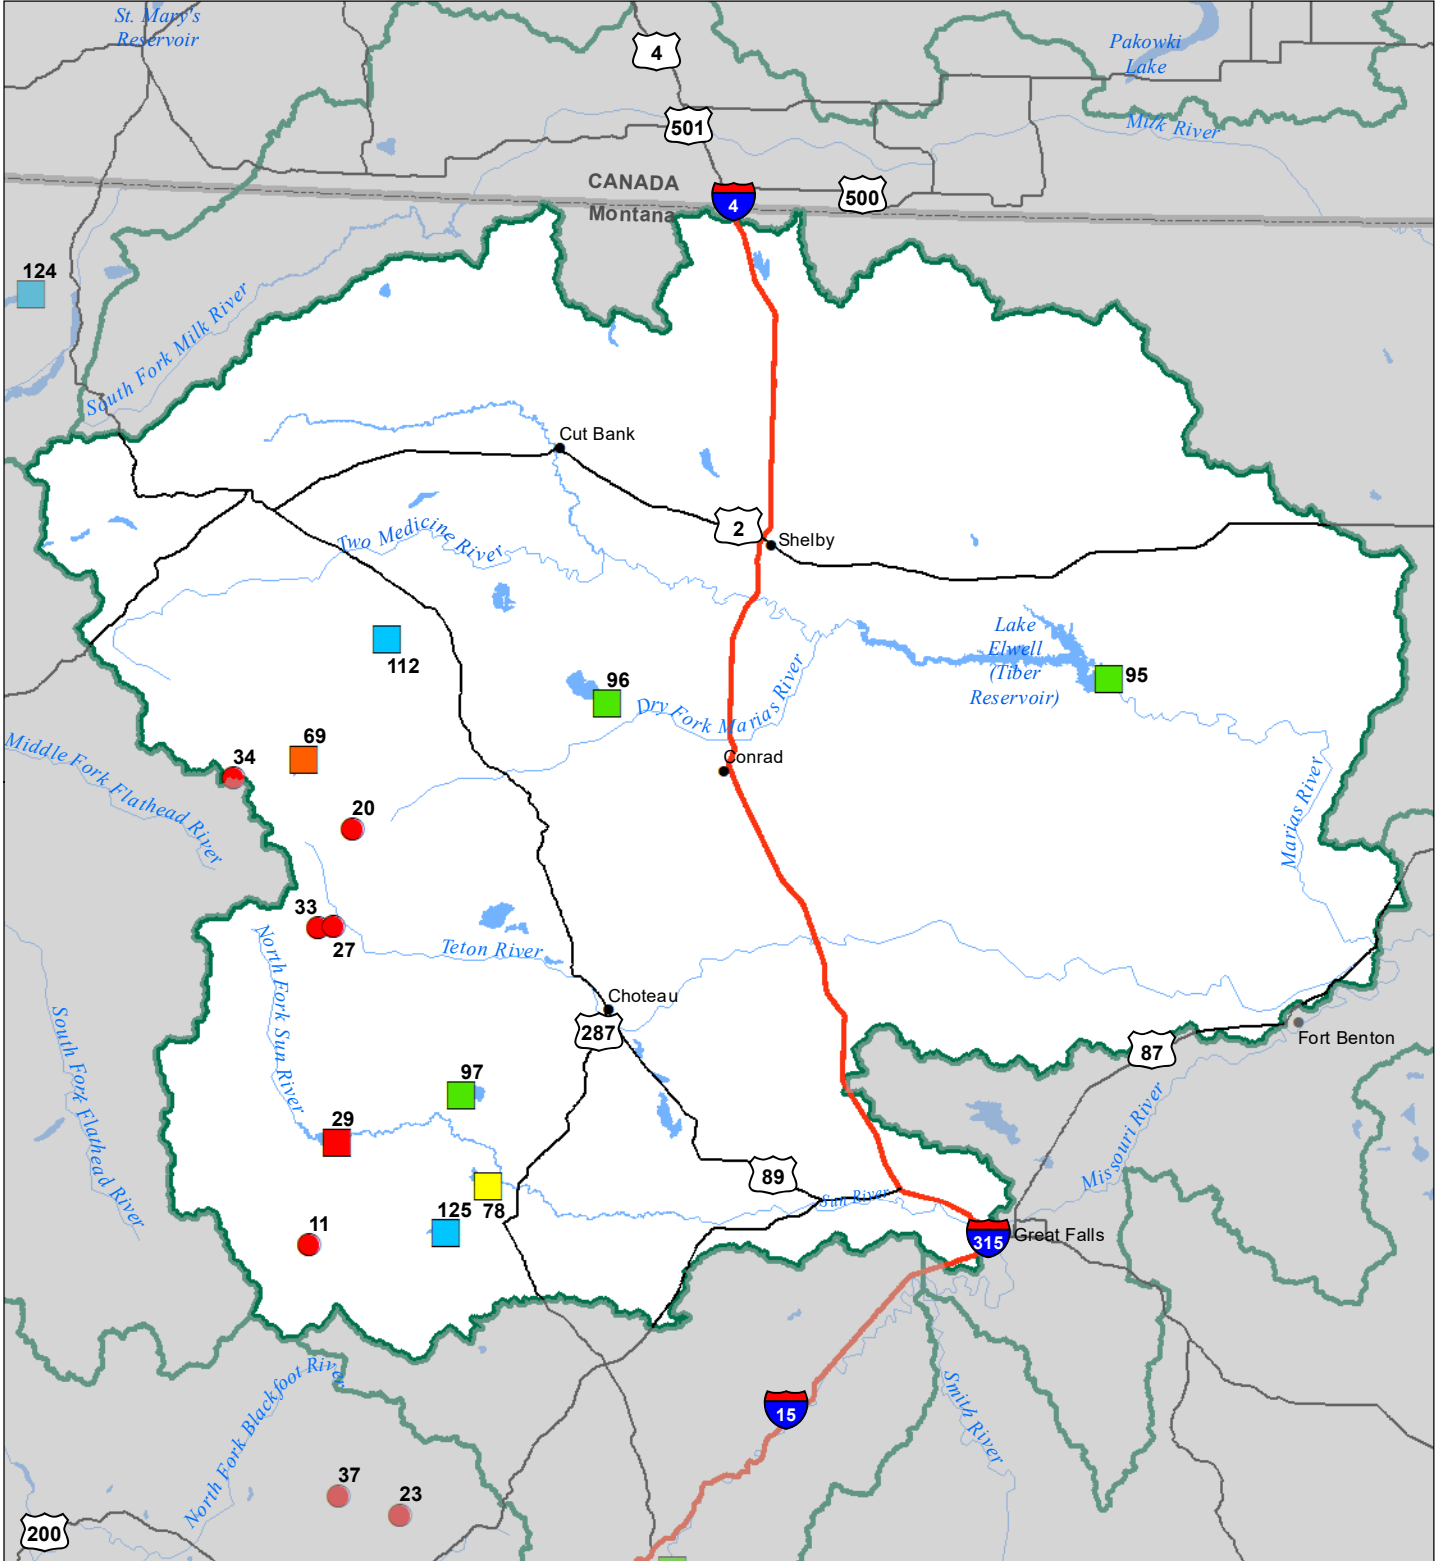 St. Mary's
Reservoir
4
Pakowki
Lake
501
Milk River
CANADA
Montana
4
500
124
South Fork Milk River
Cut Bank
2
Shelby
Two Medicine River
Lake
Elwell
(Tiber
Reservoir)
112
95
96
Dry Fork Marias River
69
Middle Fork Flathead River
34
Conrad
Marias River
20
33
27
Teton River
North Fork Sun River
Choteau
287
South Fork Flathead River
Fort Benton
87
97
Missouri River
29
89
78
125
Sun River
11
315
Great Falls
North Fork Blackfoot River
Smith River
15
37
23
200